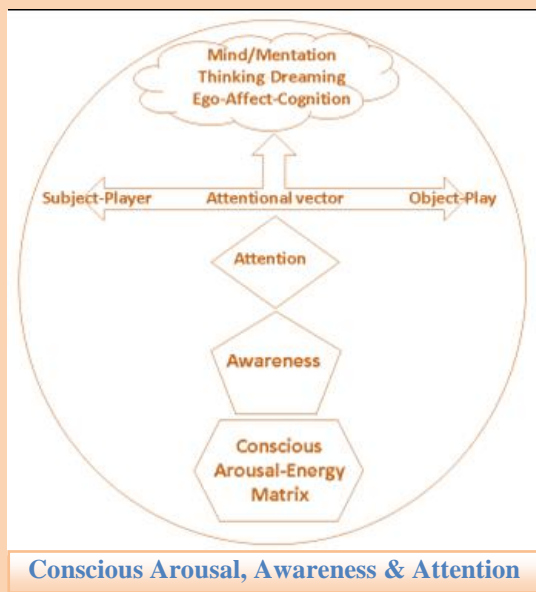 Mind/Mentation
Thinking Dreaming
Ego-Affect-Cognition
Subject-Player Attentional vector Object-Play
Attention
Awareness
Conscious
Arousal-Energy
Matrix
Conscious Arousal, Awareness & Attention